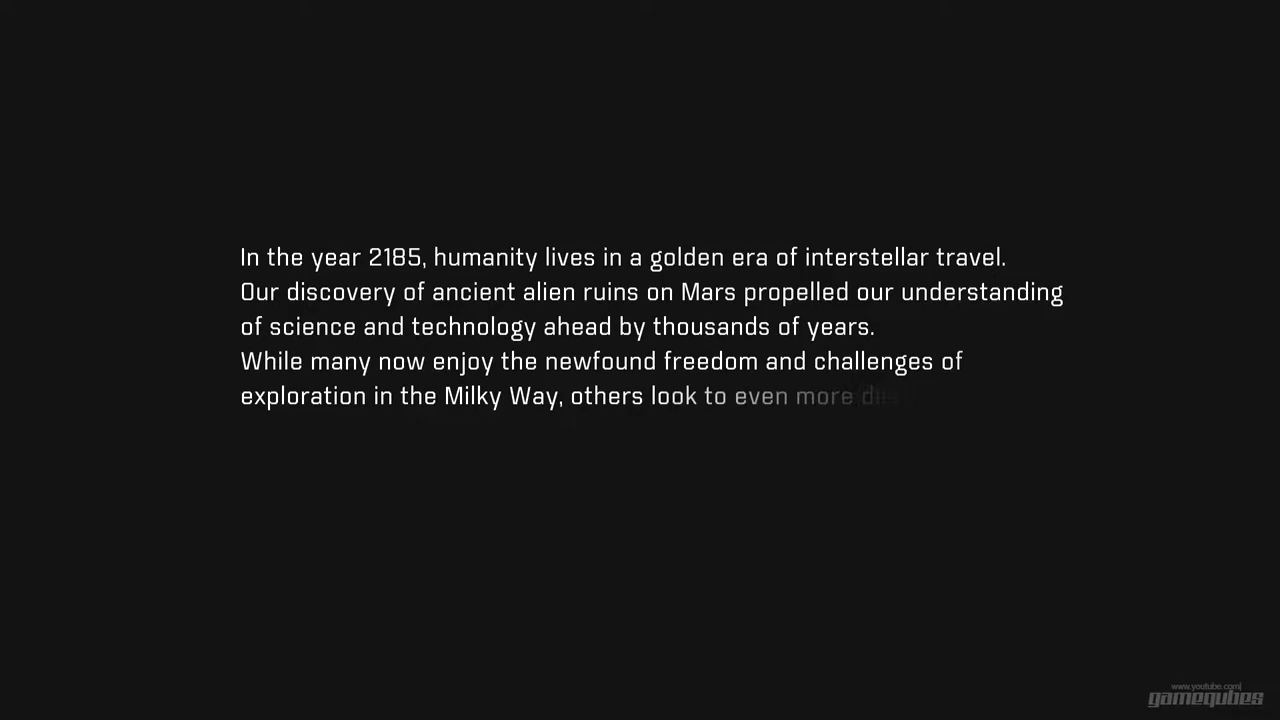 In the year 2185, humanity lives in a golden era of interstellar travel.
Our discovery of ancient alien ruins on Mars propelled our understanding
of science and technology ahead by thousands of years.
While many now enjoy the newfound freedom and challenges of
exploration in the Milky Way, others look to even more
www.youtube.com|
gamequbes